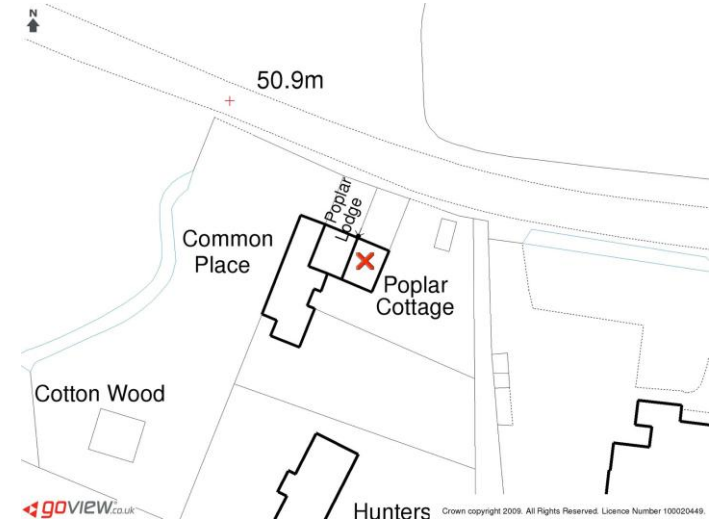 N
50.9m
Poplar
Lodge
Common
Place
Poplar
Cottage
Cotton Wood
Hunters
goview.co.uk
Crown copyright 2009. All Rights Reserved. Licence Number 100020449.